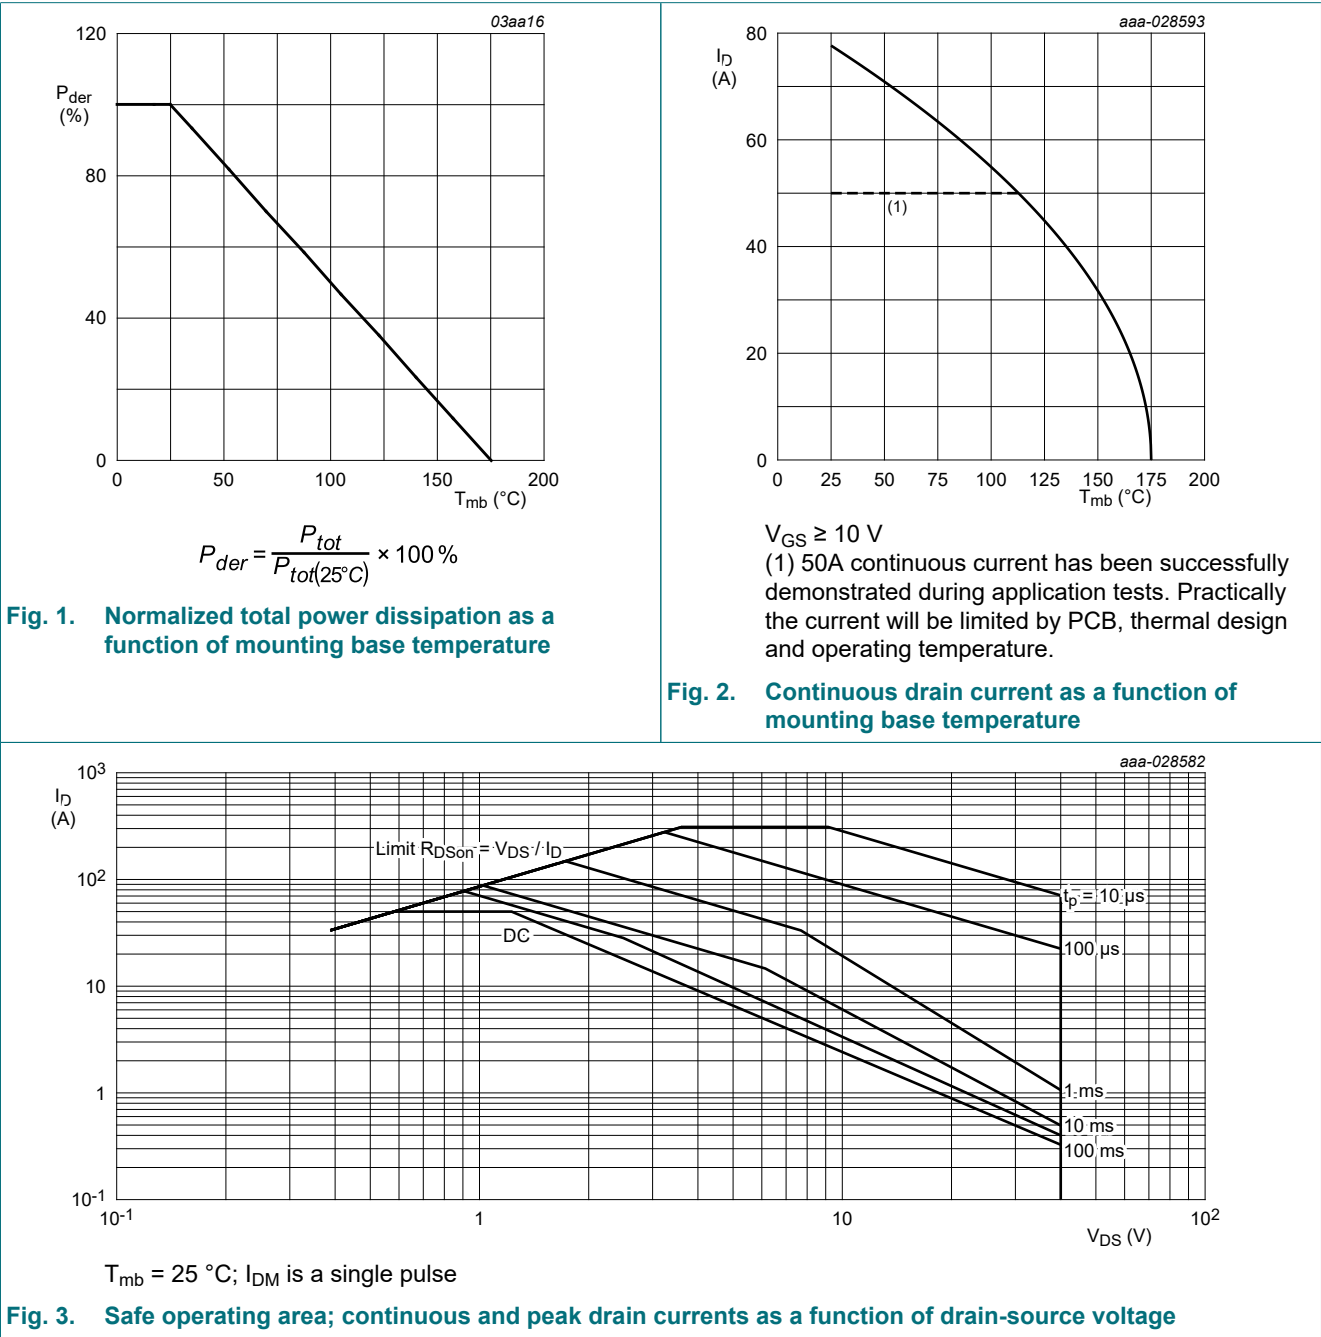 03aa16
120
80
40
0
Pder
(%)
0 50 100 150 200
Tmb (°C)
Pder = Ptot / Ptot(25°C) × 100 %
Fig. 1. Normalized total power dissipation as a
function of mounting base temperature
aaa-028593
80
60
40
20
0
ID
(A)
(1)
0 25 50 75 100 125 150 175 200
Tmb (°C)
VGS ≥ 10 V
(1) 50A continuous current has been successfully
demonstrated during application tests. Practically
the current will be limited by PCB, thermal design
and operating temperature.
Fig. 2. Continuous drain current as a function of
mounting base temperature
aaa-028582
10³
10²
10
1
10⁻¹
ID
(A)
Limit RDSon = VDS / ID
DC
tp = 10 µs
100 µs
1 ms
10 ms
100 ms
10⁻¹ 1 10 10²
VDS (V)
Tmb = 25 °C; IDM is a single pulse
Fig. 3. Safe operating area; continuous and peak drain currents as a function of drain-source voltage